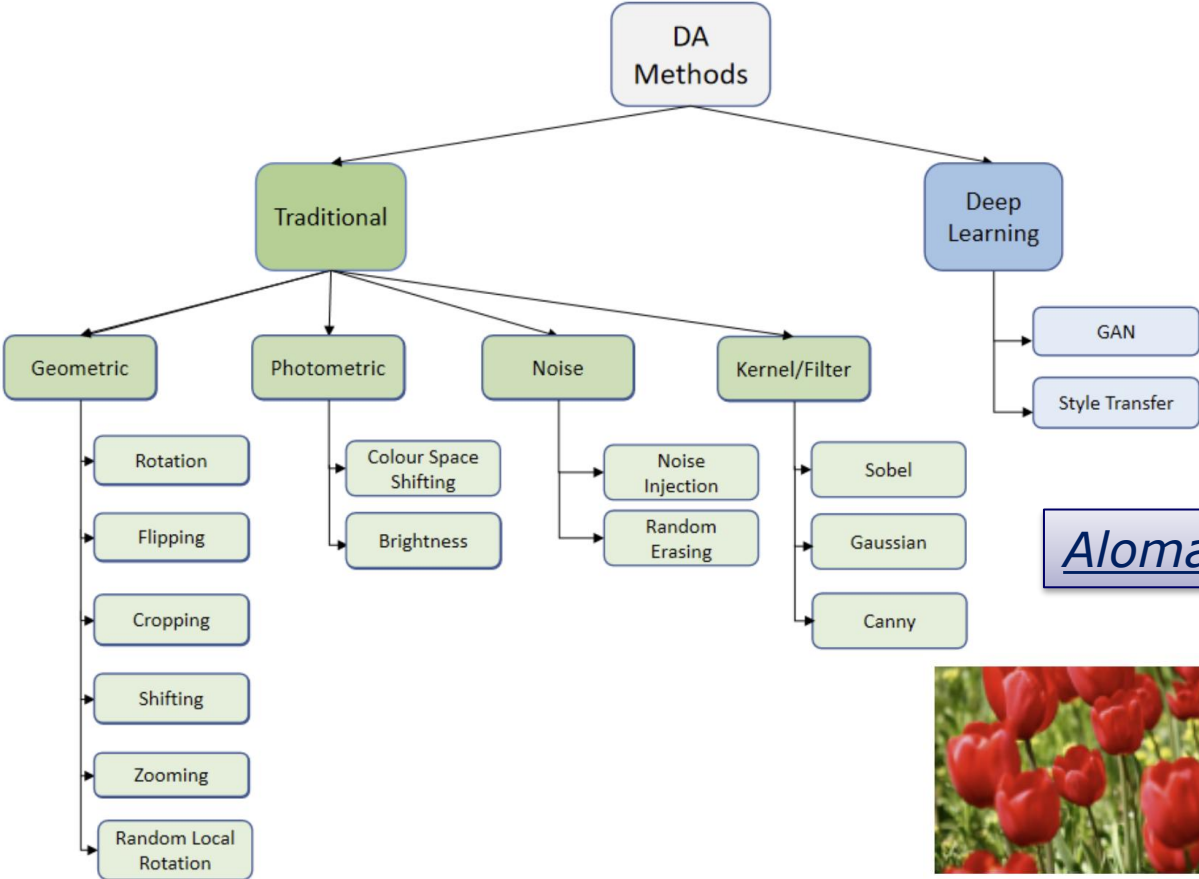 DA
Methods
Traditional
Deep
Learning
Geometric
Photometric
Noise
Kernel/Filter
GAN
Style Transfer
Rotation
Flipping
Cropping
Shifting
Zooming
Random Local
Rotation
Colour Space
Shifting
Brightness
Noise
Injection
Random
Erasing
Sobel
Gaussian
Canny